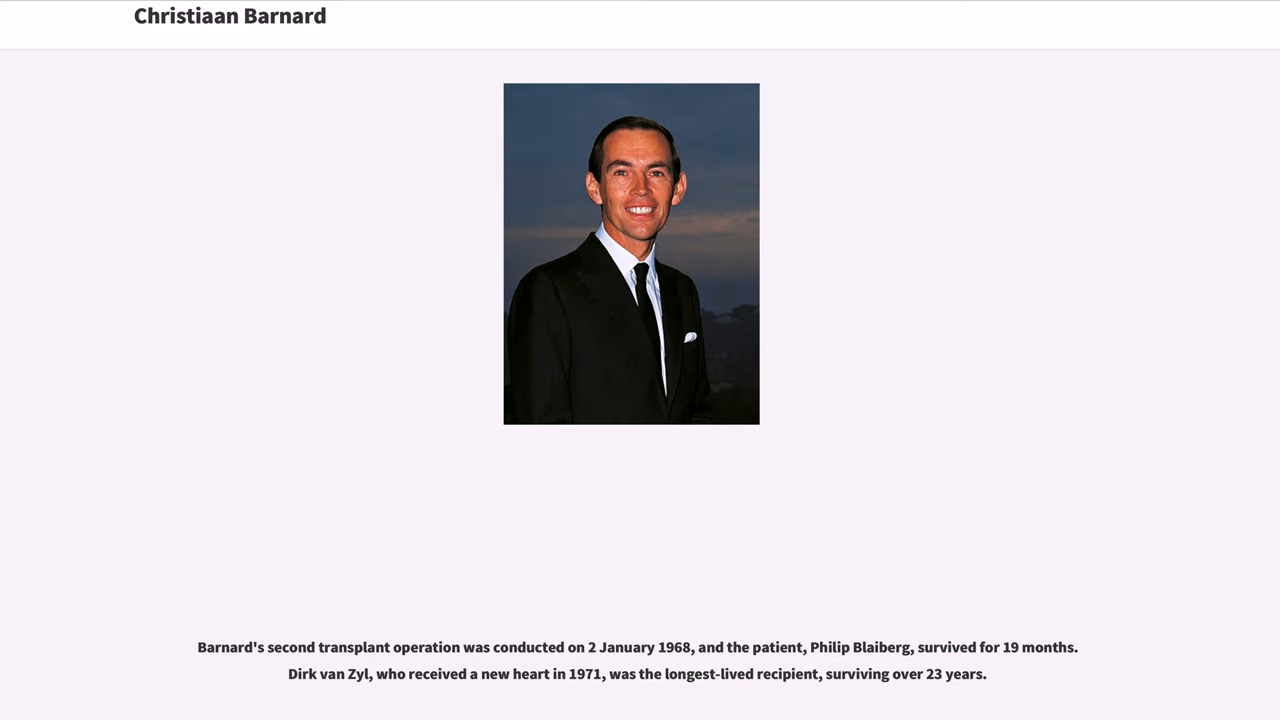 Christiaan Barnard
Barnard's second transplant operation was conducted on 2 January 1968, and the patient, Philip Blaiberg, survived for 19 months.
Dirk van Zyl, who received a new heart in 1971, was the longest-lived recipient, surviving over 23 years.